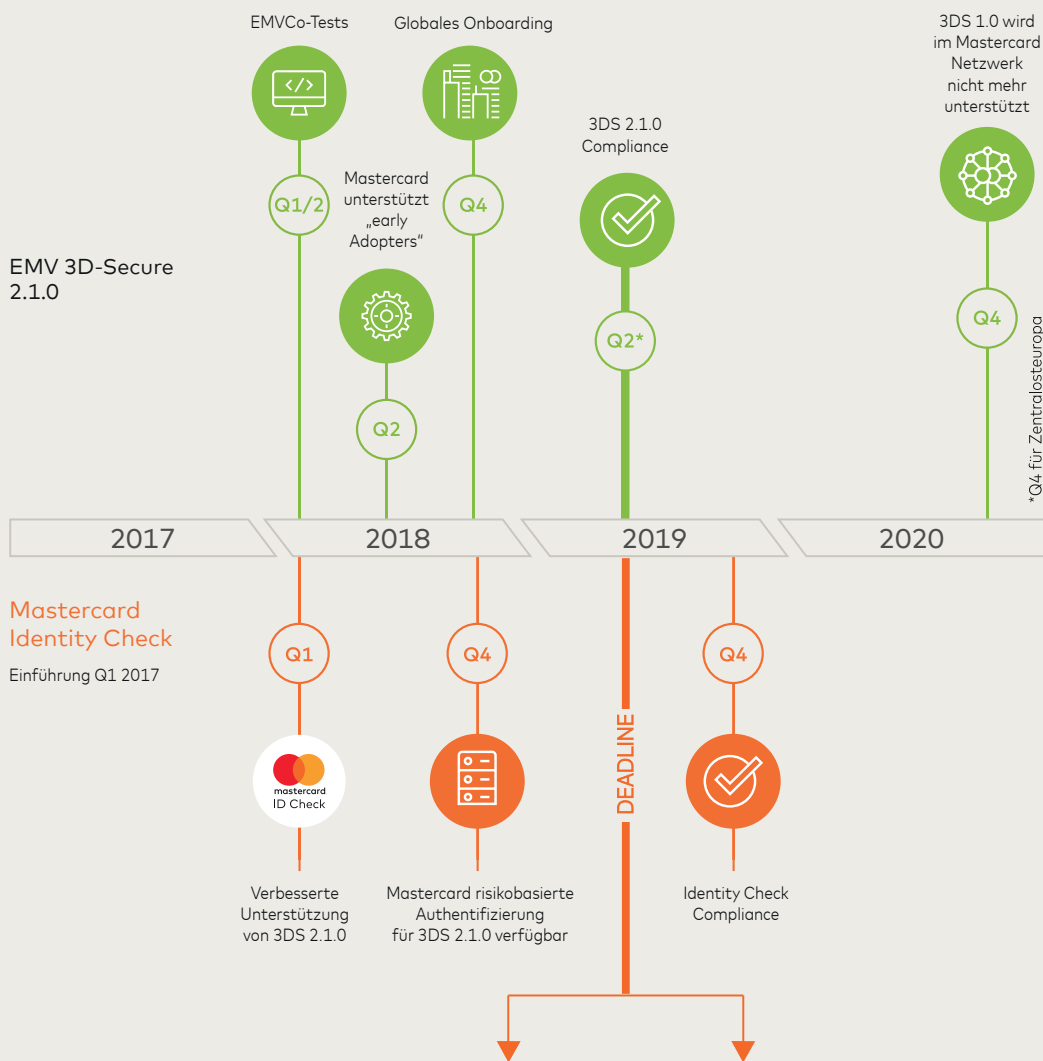 EMVCo-Tests
Globales Onboarding
3DS 1.0 wird
im Mastercard
Netzwerk
nicht mehr
unterstützt
3DS 2.1.0
Compliance
Mastercard
unterstützt
„early
Adopters“
Q1/2
Q4
EMV 3D-Secure
2.1.0
Q2*
Q4
Q2
*Q4 für Zentralosteuropa
2017
2018
2019
2020
Mastercard
Identity Check
Einführung Q1 2017
Q1
Q4
Q4
DEADLINE
mastercard
ID Check
Verbesserte
Unterstützung
von 3DS 2.1.0
Mastercard risikobasierte
Authentifizierung
für 3DS 2.1.0 verfügbar
Identity Check
Compliance